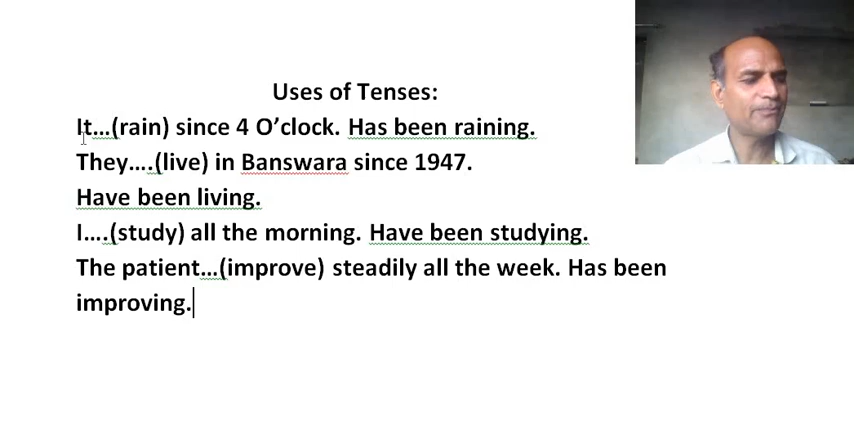 Uses of Tenses:
It...(rain) since 4 O’clock. Has been raining.
They....(live) in Banswara since 1947.
Have been living.
I....(study) all the morning. Have been studying.
The patient...(improve) steadily all the week. Has been
improving.